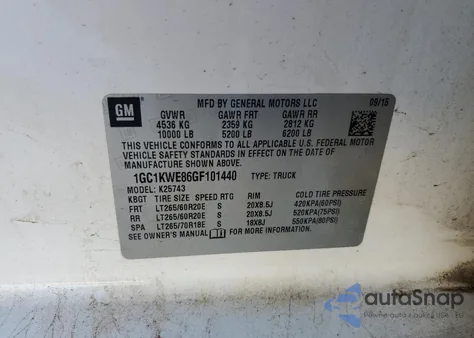 GM
MFD BY GENERAL MOTORS LLC 09/15
GVWR GAWR FRT GAWR RR
4536 KG 2359 KG 2812 KG
10000 LB 5200 LB 6200 LB
THIS VEHICLE CONFORMS TO ALL APPLICABLE U.S. FEDERAL MOTOR
VEHICLE SAFETY STANDARDS IN EFFECT ON THE DATE OF
MANUFACTURE SHOWN ABOVE.
1GC1KWE86GF101440 TYPE: TRUCK
MODEL: K25743
KBGT TIRE SIZE SPEED RTG RIM COLD TIRE PRESSURE
FRT LT265/60R20E S 20X8.5J 420KPA(60PSI)
RR LT265/60R20E S 20X8.5J 520KPA(75PSI)
SPA LT265/70R18E S 18X8J 550KPA(80PSI)
SEE OWNER'S MANUAL FOR MORE INFORMATION.
autoSnap